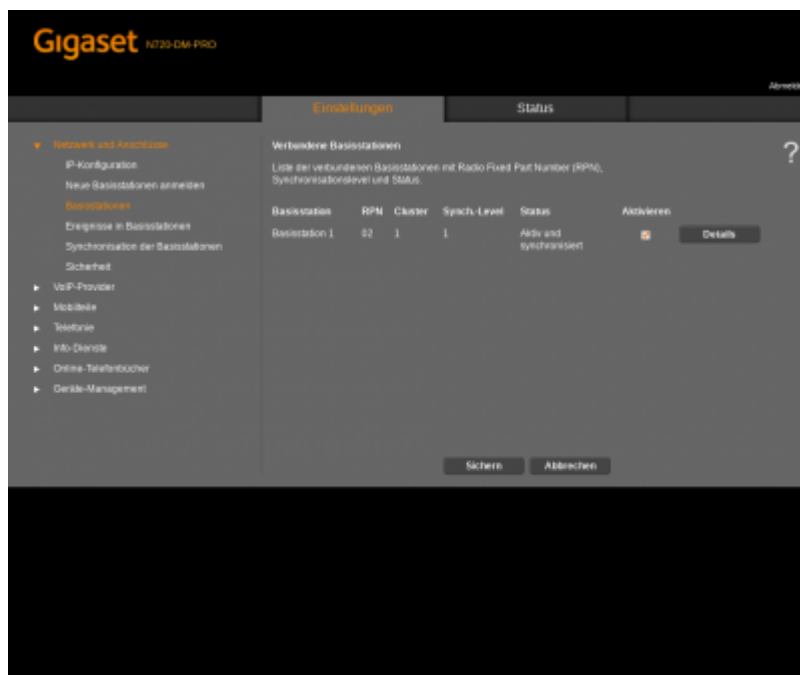 Gigaset N720-DM-PRO
Einstellungen Status
Netzwerk und Anschlüsse
IP-Konfiguration
Neue Basisstationen anmelden
Basisstationen
Ereignisse in Basisstationen
Synchronisation der Basisstationen
Sicherheit
VoIP-Provider
Mobilteile
Telefonie
Info-Dienste
Online-Telefonbücher
Geräte-Management
Verbundene Basisstationen
Liste der verbundenen Basisstationen mit Radio Fixed Part Number (RPN),
Synchronisationslevel und Status.
Basisstation RPN Cluster Synch.-Level Status Aktivieren
Basisstation 1 02 1 1 Aktiv und
synchronisiert
Details
Sichern Abbrechen
?